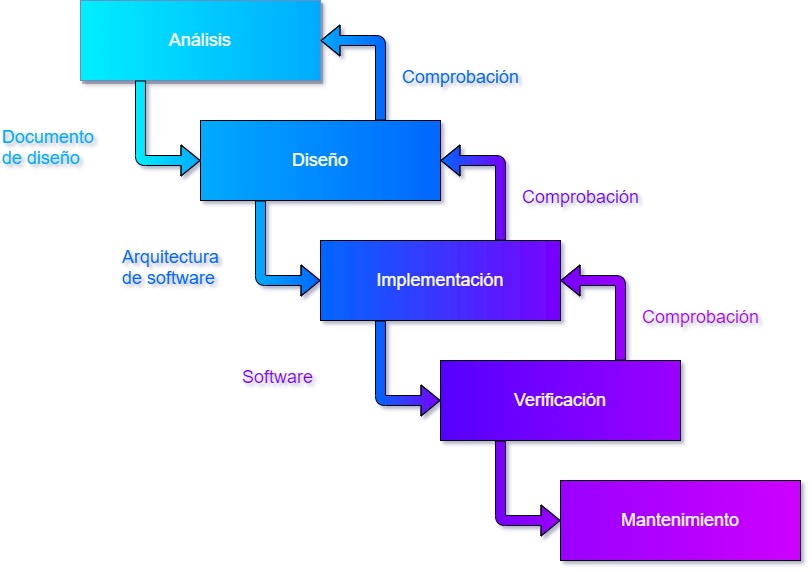 Análisis
Comprobación
Documento
de diseño
Diseño
Comprobación
Arquitectura
de software
Implementación
Comprobación
Software
Verificación
Mantenimiento